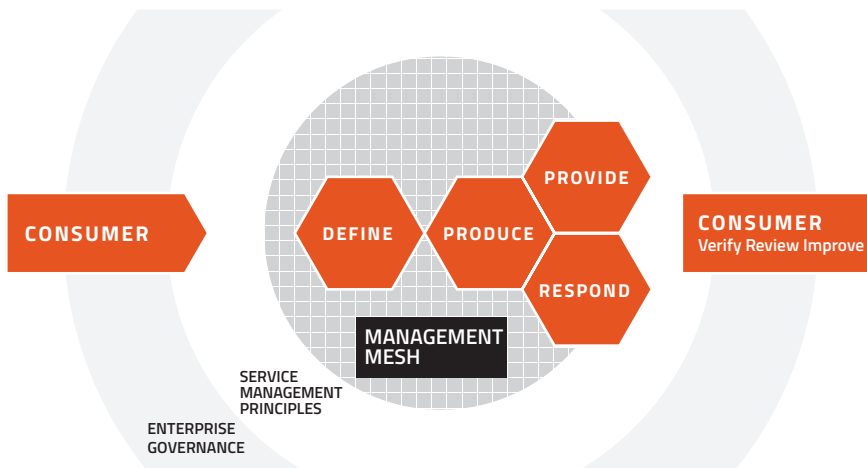 CONSUMER
DEFINE
PRODUCE
PROVIDE
RESPOND
CONSUMER
Verify Review Improve
MANAGEMENT
MESH
SERVICE
MANAGEMENT
PRINCIPLES
ENTERPRISE
GOVERNANCE